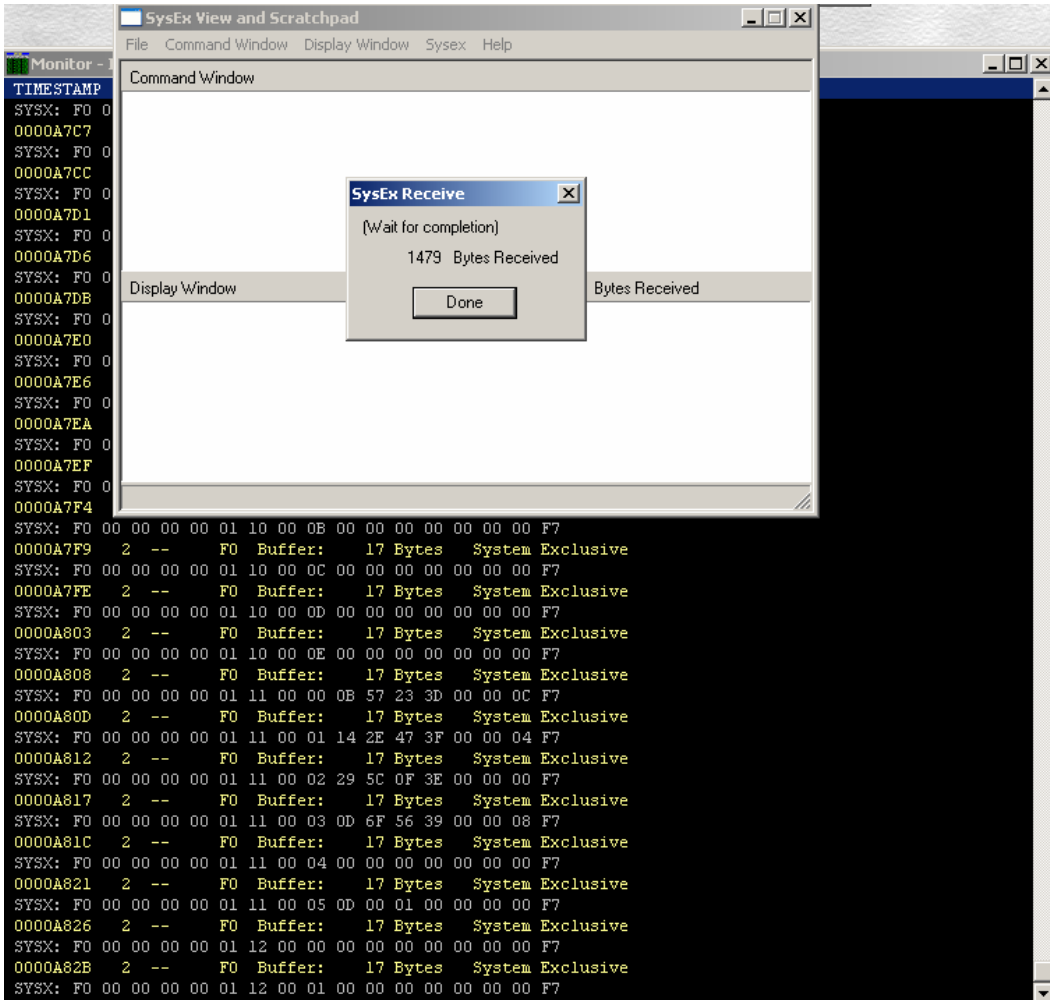 SysEx View and Scratchpad
File Command Window Display Window Sysex Help
Monitor -
Command Window
TIMESTAMP
SYSX: F0 0
0000A7C7
SYSX: F0 0
0000A7CC
SYSX: F0 0
SysEx Receive
0000A7D1
(Wait for completion)
SYSX: F0 0
0000A7D6
1479 Bytes Received
SYSX: F0 0
Display Window
Bytes Received
0000A7DB
Done
SYSX: F0 0
0000A7E0
SYSX: F0 0
0000A7E6
SYSX: F0 0
0000A7EA
SYSX: F0 0
0000A7EF
SYSX: F0 0
0000A7F4
SYSX: F0 00 00 00 00 01 10 00 0B 00 00 00 00 00 00 00 F7
0000A7F9 2 -- F0 Buffer: 17 Bytes System Exclusive
SYSX: F0 00 00 00 00 01 10 00 0C 00 00 00 00 00 00 00 F7
0000A7FE 2 -- F0 Buffer: 17 Bytes System Exclusive
SYSX: F0 00 00 00 00 01 10 00 0D 00 00 00 00 00 00 00 F7
0000A803 2 -- F0 Buffer: 17 Bytes System Exclusive
SYSX: F0 00 00 00 00 01 10 00 0E 00 00 00 00 00 00 00 F7
0000A808 2 -- F0 Buffer: 17 Bytes System Exclusive
SYSX: F0 00 00 00 00 01 11 00 00 0B 57 23 3D 00 00 0C F7
0000A80D 2 -- F0 Buffer: 17 Bytes System Exclusive
SYSX: F0 00 00 00 00 01 11 00 01 14 2E 47 3F 00 00 04 F7
0000A812 2 -- F0 Buffer: 17 Bytes System Exclusive
SYSX: F0 00 00 00 00 01 11 00 02 29 5C 0F 3E 00 00 00 F7
0000A817 2 -- F0 Buffer: 17 Bytes System Exclusive
SYSX: F0 00 00 00 00 01 11 00 03 0D 6F 56 39 00 00 08 F7
0000A81C 2 -- F0 Buffer: 17 Bytes System Exclusive
SYSX: F0 00 00 00 00 01 11 00 04 00 00 00 00 00 00 00 F7
0000A821 2 -- F0 Buffer: 17 Bytes System Exclusive
SYSX: F0 00 00 00 00 01 11 00 05 0D 00 01 00 00 00 00 F7
0000A826 2 -- F0 Buffer: 17 Bytes System Exclusive
SYSX: F0 00 00 00 00 01 12 00 00 00 00 00 00 00 00 00 F7
0000A82B 2 -- F0 Buffer: 17 Bytes System Exclusive
SYSX: F0 00 00 00 00 01 12 00 01 00 00 00 00 00 00 00 F7